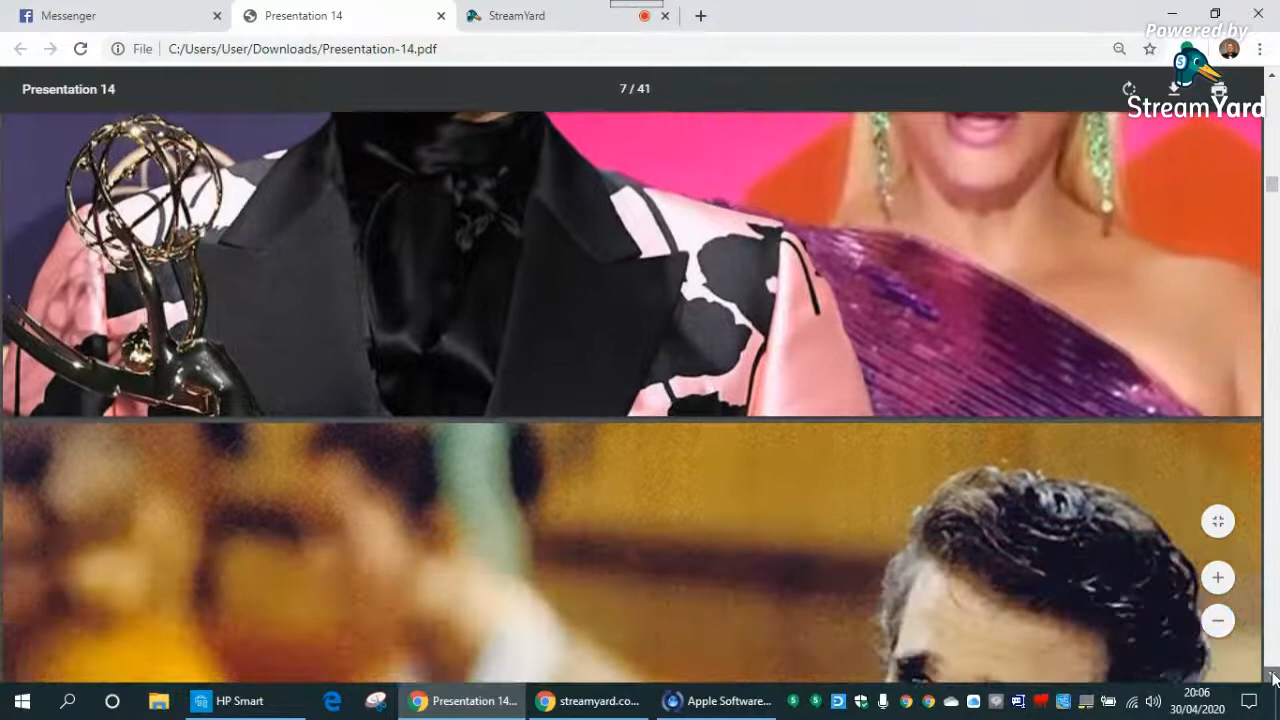 Messenger
Presentation 14
StreamYard
File
C:/Users/User/Downloads/Presentation-14.pdf
Powered by
Presentation 14
7 / 41
StreamYard
S
HP Smart
Presentation 14...
streamyard.co...
Apple Software...
20:06
30/04/2020